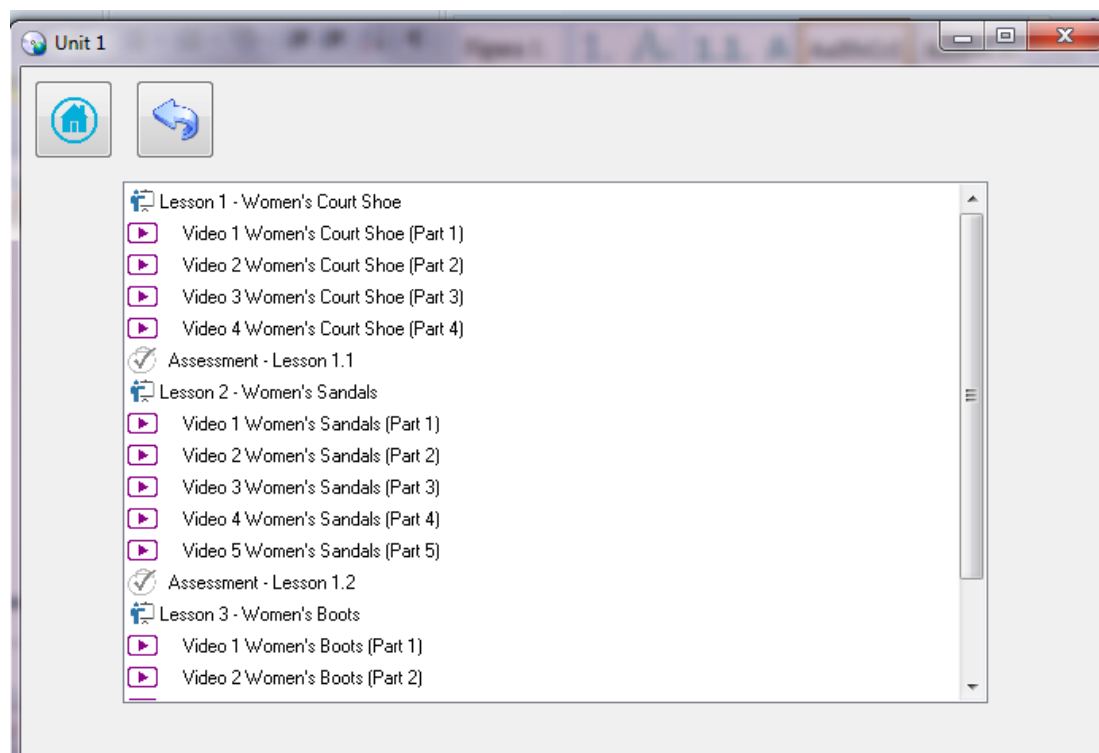 Unit 1
Lesson 1 - Women's Court Shoe
Video 1 Women's Court Shoe (Part 1)
Video 2 Women's Court Shoe (Part 2)
Video 3 Women's Court Shoe (Part 3)
Video 4 Women's Court Shoe (Part 4)
Assessment - Lesson 1.1
Lesson 2 - Women's Sandals
Video 1 Women's Sandals (Part 1)
Video 2 Women's Sandals (Part 2)
Video 3 Women's Sandals (Part 3)
Video 4 Women's Sandals (Part 4)
Video 5 Women's Sandals (Part 5)
Assessment - Lesson 1.2
Lesson 3 - Women's Boots
Video 1 Women's Boots (Part 1)
Video 2 Women's Boots (Part 2)